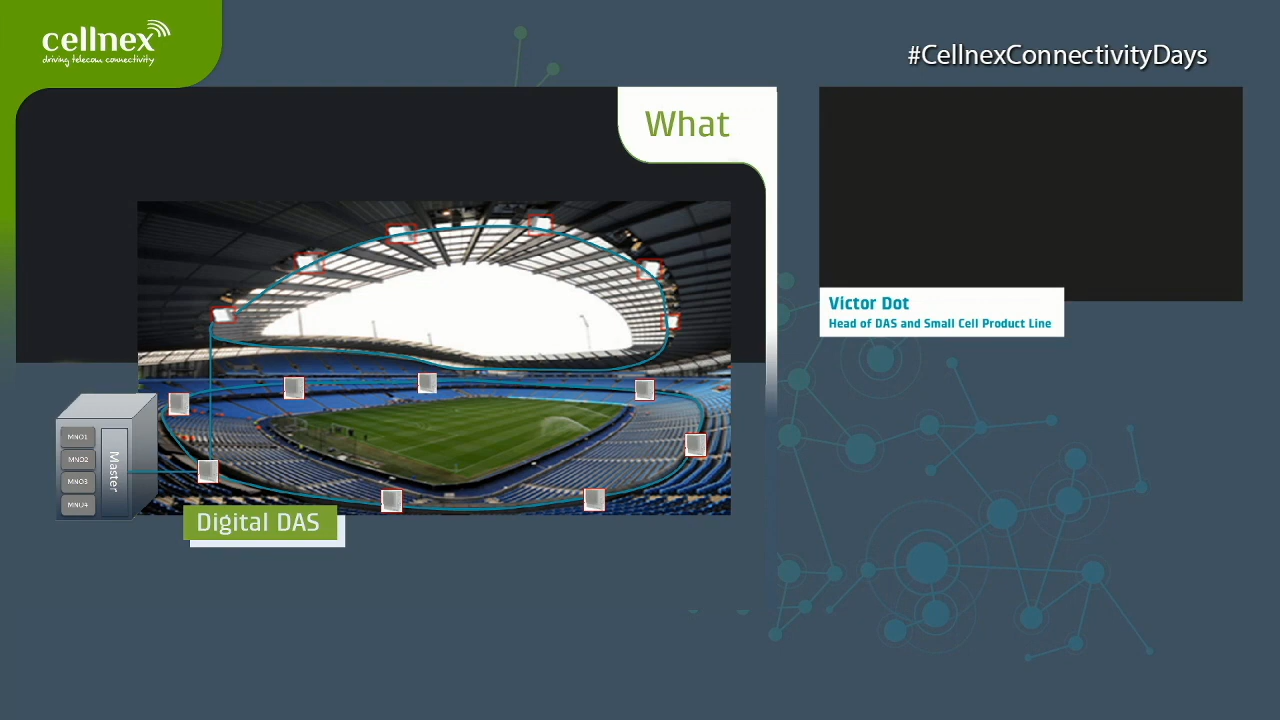 cellnex
driving telecom connectivity
#CellnexConnectivityDays
What
Victor Dot
Head of DAS and Small Cell Product Line
MNO1
MNO2
MNO3
MNO4
Master
Digital DAS